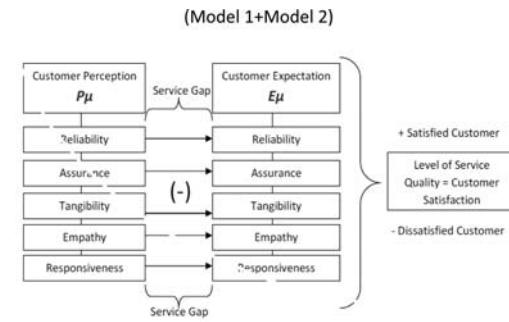 (Model 1+Model 2)
Customer Perception
Pμ
Service Gap
Customer Expectation
Eμ
Reliability
Reliability
Assurance
Assurance
(-)
Tangibility
Tangibility
Empathy
Empathy
Responsiveness
Responsiveness
Service Gap
+ Satisfied Customer
Level of Service
Quality = Customer
Satisfaction
- Dissatisfied Customer